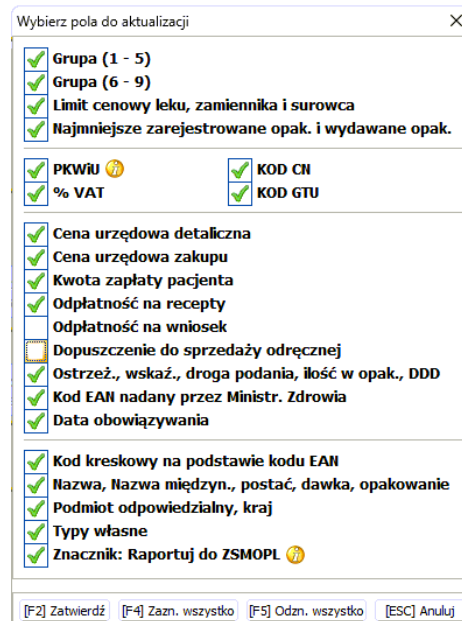 Wybierz pola do aktualizacji
Grupa (1 - 5)
Grupa (6 - 9)
Limit cenowy leku, zamiennika i surowca
Najmniejsze zarejestrowane opak. i wydawane opak.
PKWiU KOD CN
% VAT KOD GTU
Cena urzędowa detaliczna
Cena urzędowa zakupu
Kwota zapłaty pacjenta
Odpłatność na recepty
Odpłatność na wniosek
Dopuszczenie do sprzedaży odręcznej
Ostrzeż., wskaź., droga podania, ilość w opak., DDD
Kod EAN nadany przez Ministr. Zdrowia
Data obowiązywania
Kod kreskowy na podstawie kodu EAN
Nazwa, Nazwa międzyn., postać, dawka, opakowanie
Podmiot odpowiedzialny, kraj
Typy własne
Znacznik: Raportuj do ZSMOPL
[F2] Zatwierdź [F4] Zazn. wszystko [F5] Odzn. wszystko [ESC] Anuluj